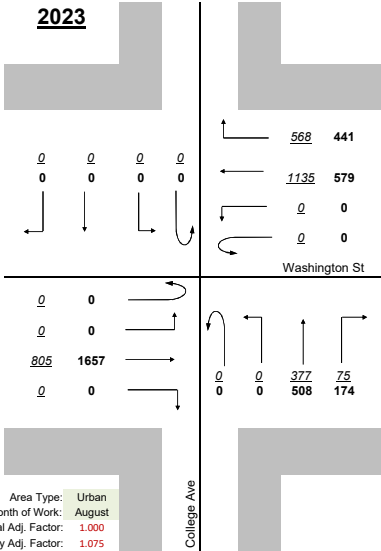 2023
568 441
0 0 0 0
0 0 0 0
1135 579
0 0
0 0
Washington St
0 0
0 0
805 1657
0 0
0 0 377 75
0 0 508 174
College Ave
Area Type: Urban
onth of Work: August
al Adj. Factor: 1.000
y Adj. Factor: 1.075